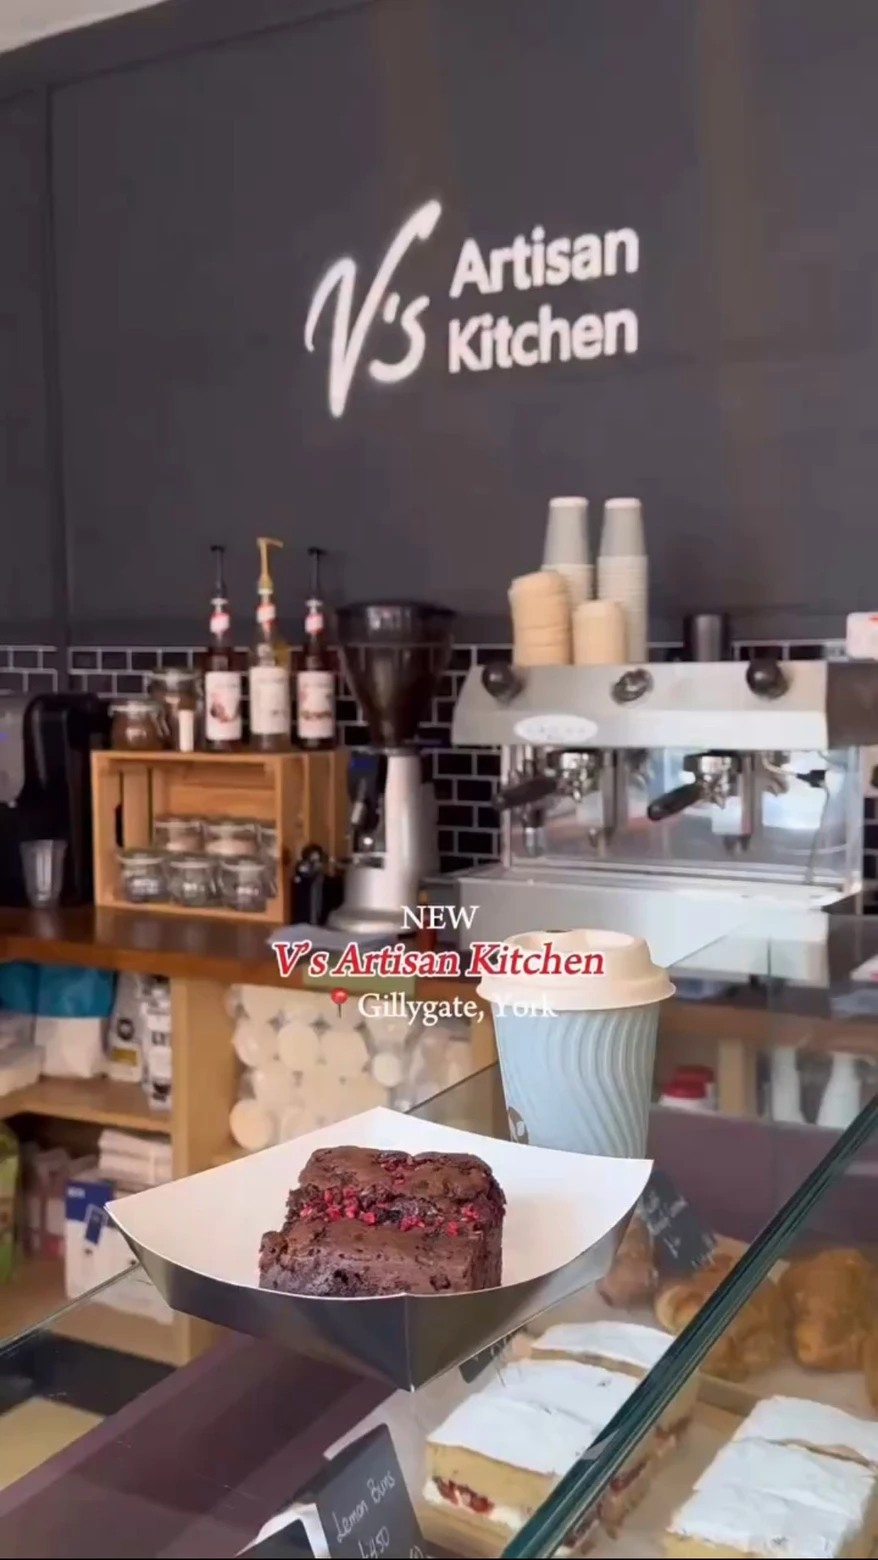 V's Artisan
Kitchen
NEW
V's Artisan Kitchen
📍 Gillygate, York
Lemon Buns